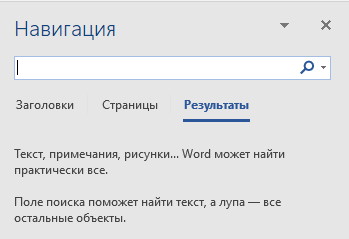 Навигация
Заголовки Страницы Результаты
Текст, примечания, рисунки... Word может найти
практически все.
Поле поиска поможет найти текст, а лупа — все
остальные объекты.